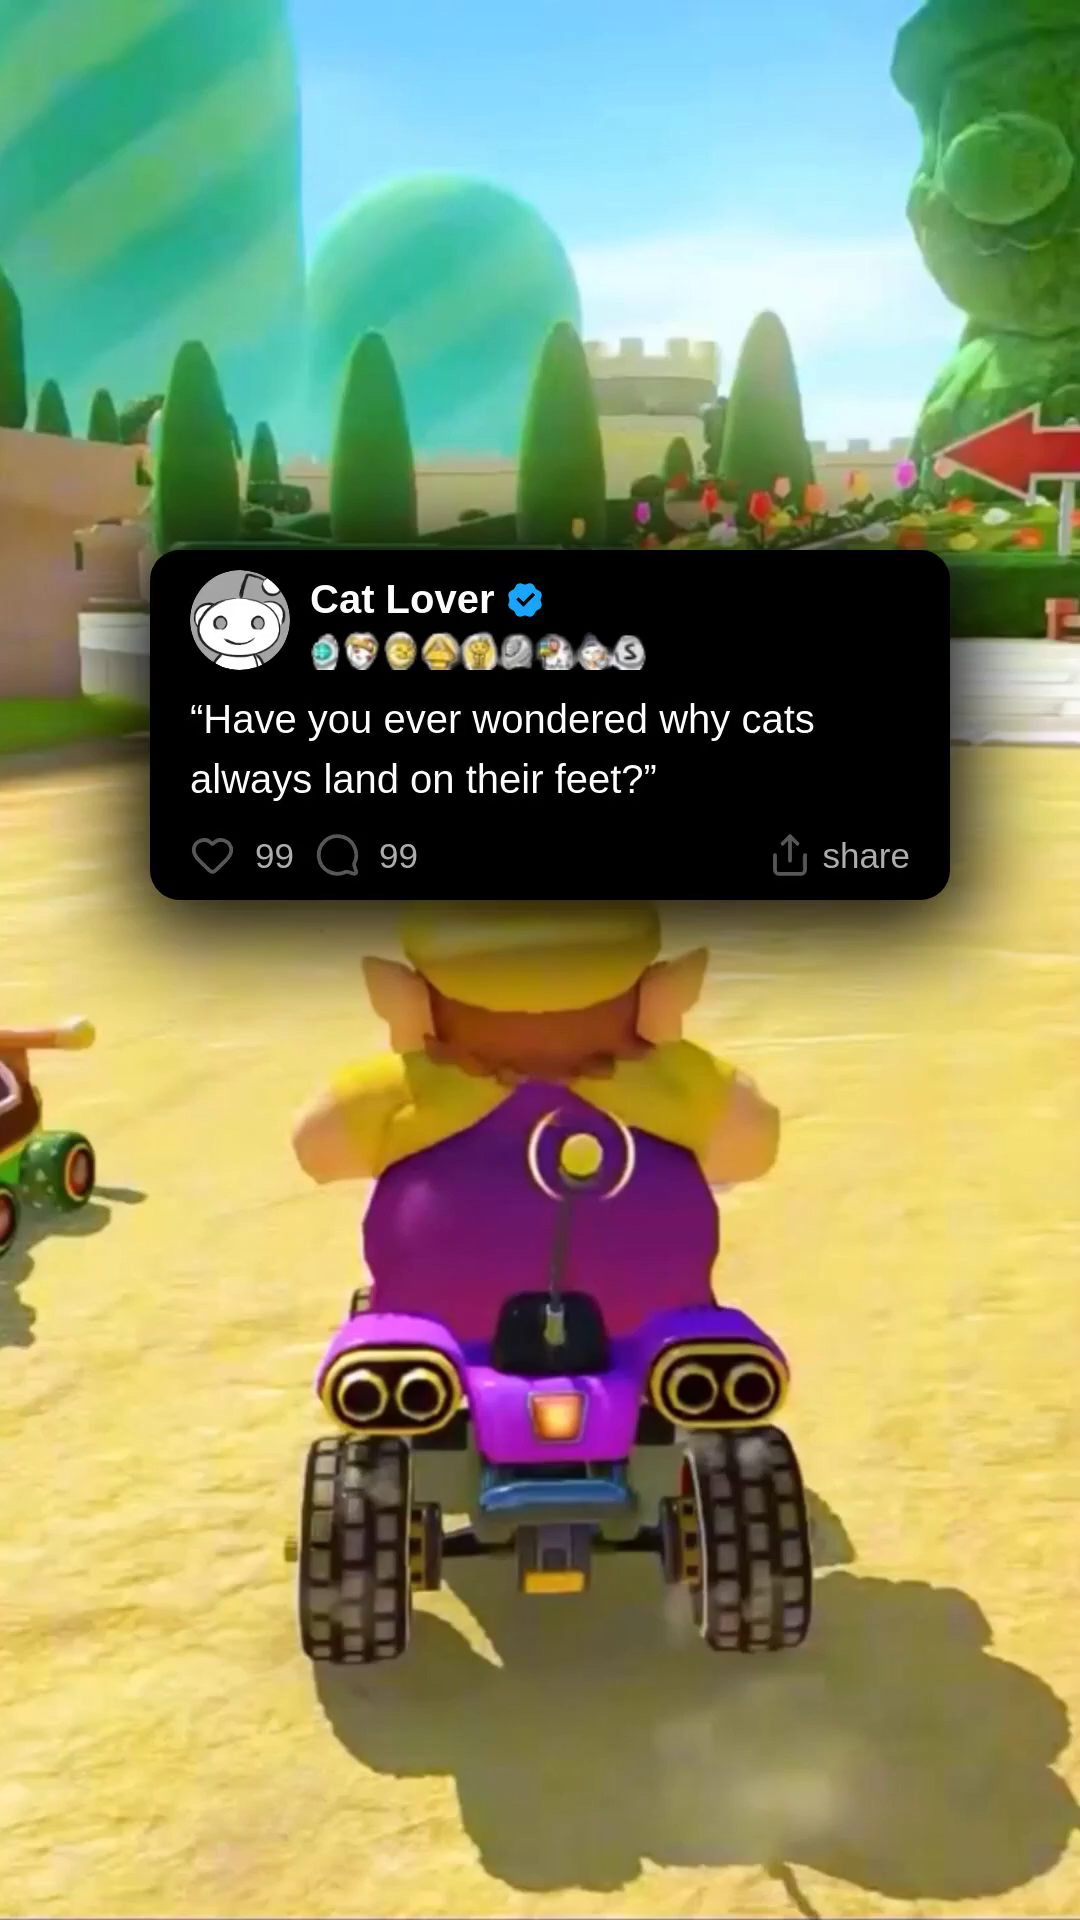 Cat Lover
“Have you ever wondered why cats
always land on their feet?”
99 99 share